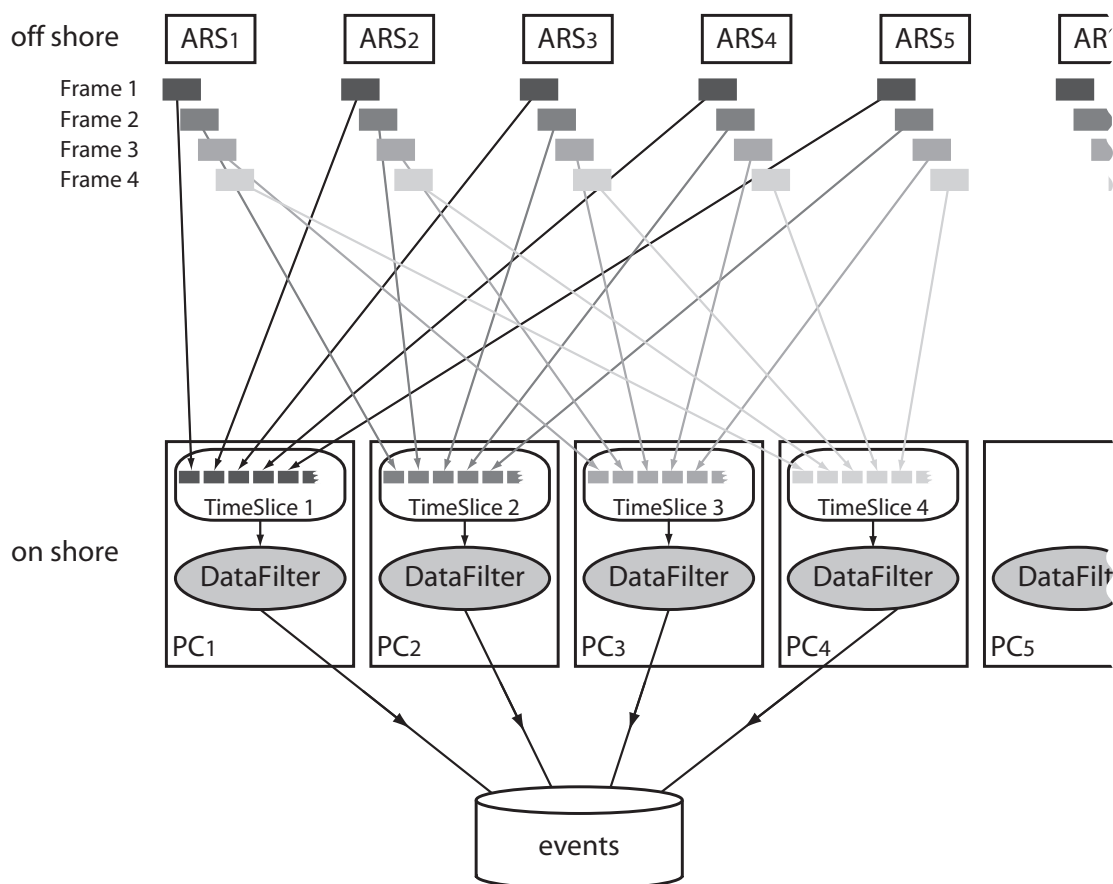 off shore ARS1 ARS2 ARS3 ARS4 ARS5
Frame 1
Frame 2
Frame 3
Frame 4
TimeSlice 1 TimeSlice 2 TimeSlice 3 TimeSlice 4
on shore
DataFilter DataFilter DataFilter DataFilter
PC1 PC2 PC3 PC4 PC5
events